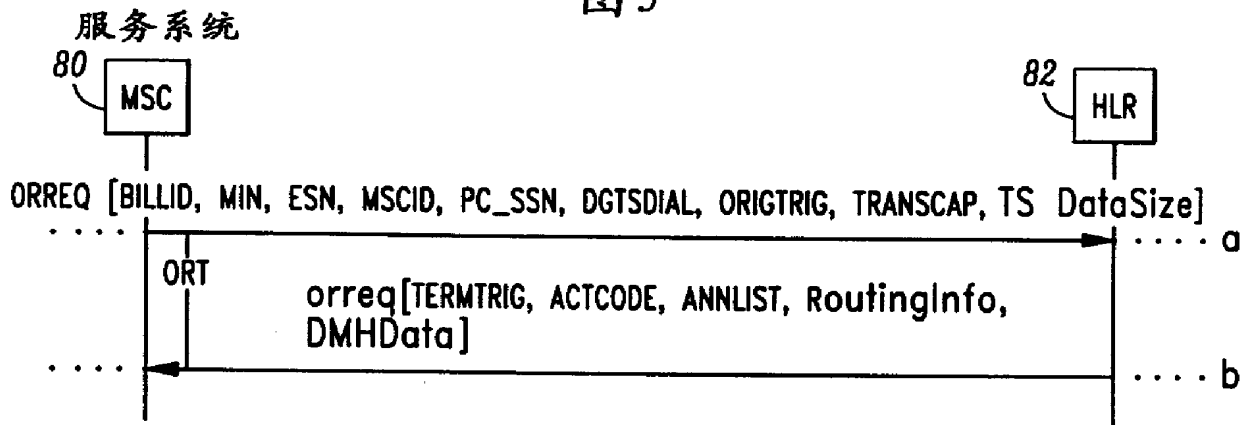 服务系统
80
MSC
82
HLR
ORREQ [BILLID, MIN, ESN, MSCID, PC_SSN, DGTSDIAL, ORIGTRIG, TRANSCAP, TS DataSize]
a
ORT
orreq[TERMTRIG, ACTCODE, ANNLIST, RoutingInfo,
DMHData]
b